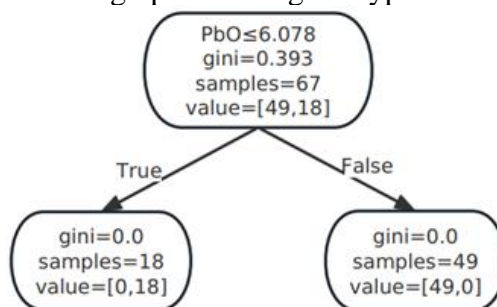 PbO≤6.078
gini=0.393
samples=67
value=[49,18]
True
False
gini=0.0
samples=18
value=[0,18]
gini=0.0
samples=49
value=[49,0]